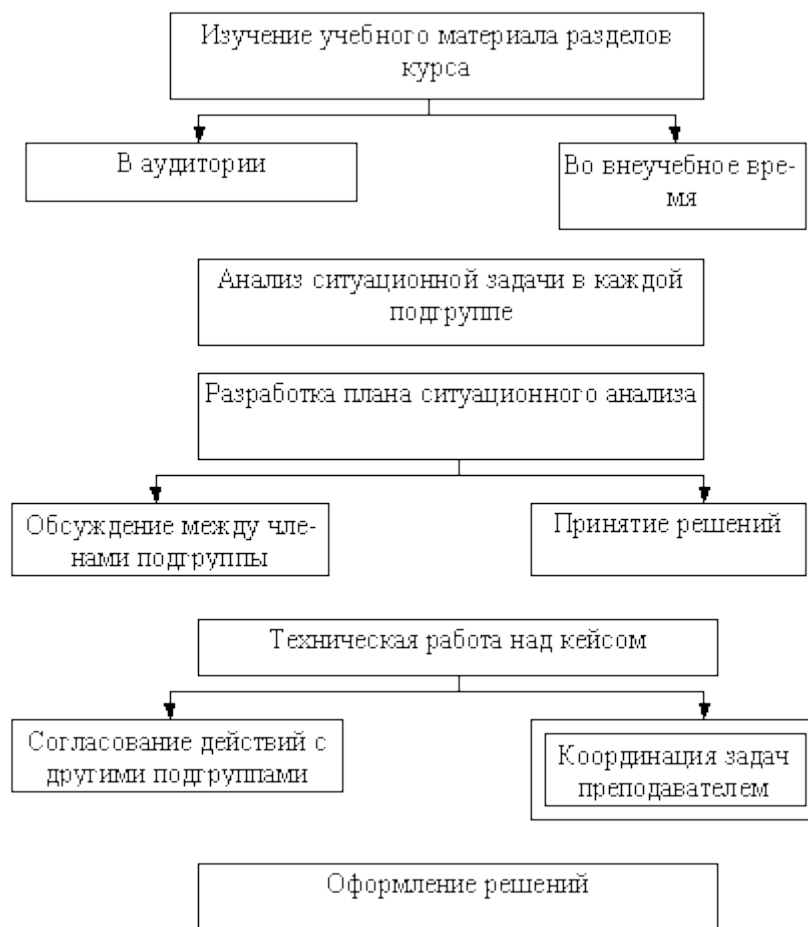 Изучение учебного материала разделов
курса
В аудитории
Во внеучебное вре-
мя
Анализ ситуационной задачи в каждой
подгруппе
Разработка плана ситуационного анализа
Обсуждение между чле-
нами подгруппы
Принятие решений
Техническая работа над кейсом
Согласование действий с
другими подгруппами
Координация задач
преподавателем
Оформление решений